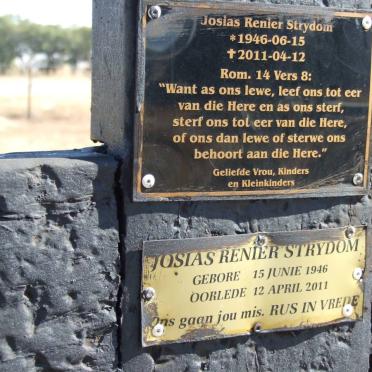 Josias Renier Strydom
*1946-06-15
✝2011-04-12
Rom. 14 Vers 8:
"Want as ons lewe, leef ons tot eer
van die Here en as ons sterf,
sterf ons tot eer van die Here,
of ons dan lewe of sterwe ons
behoort aan die Here."
Geliefde Vrou, Kinders
en Kleinkinders
JOSIAS RENIER STRYDOM
GEBORE 15 JUNIE 1946
OORLEDE 12 APRIL 2011
Ons gaan jou mis. RUS IN VREDE